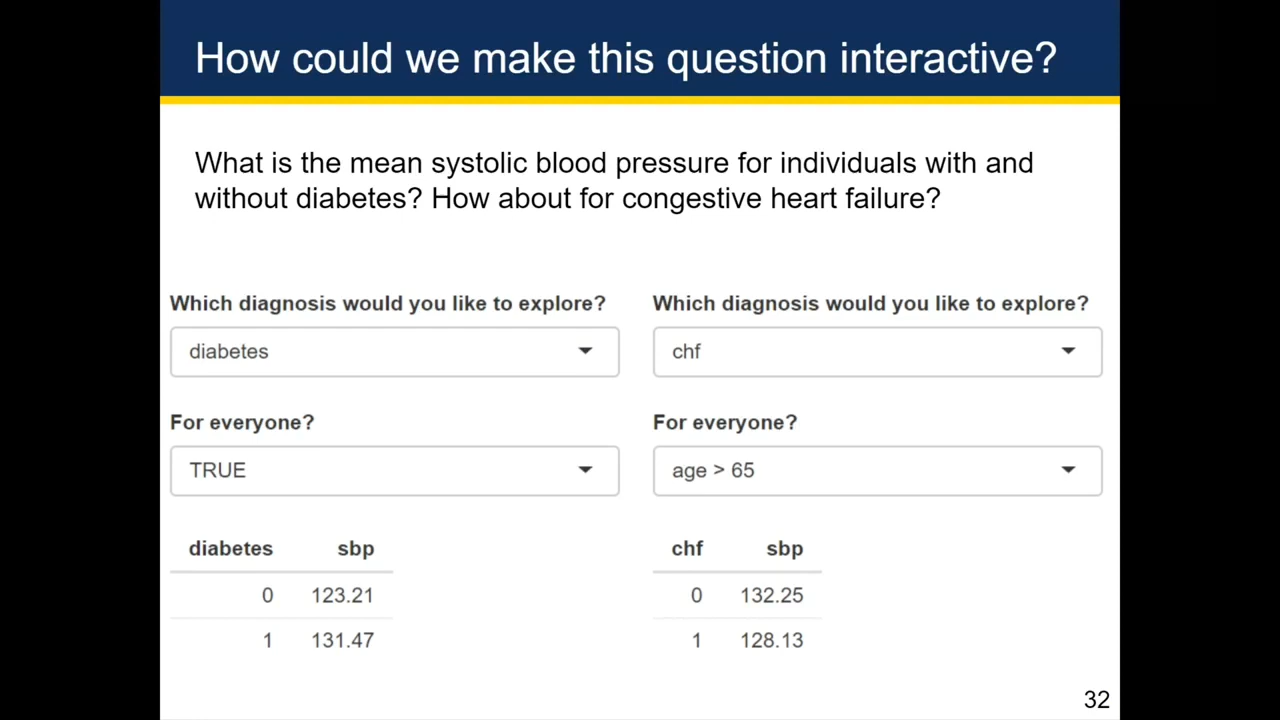 How could we make this question interactive?
What is the mean systolic blood pressure for individuals with and
without diabetes? How about for congestive heart failure?
Which diagnosis would you like to explore?
diabetes
For everyone?
TRUE
diabetes sbp
0 123.21
1 131.47
Which diagnosis would you like to explore?
chf
For everyone?
age > 65
chf sbp
0 132.25
1 128.13
32